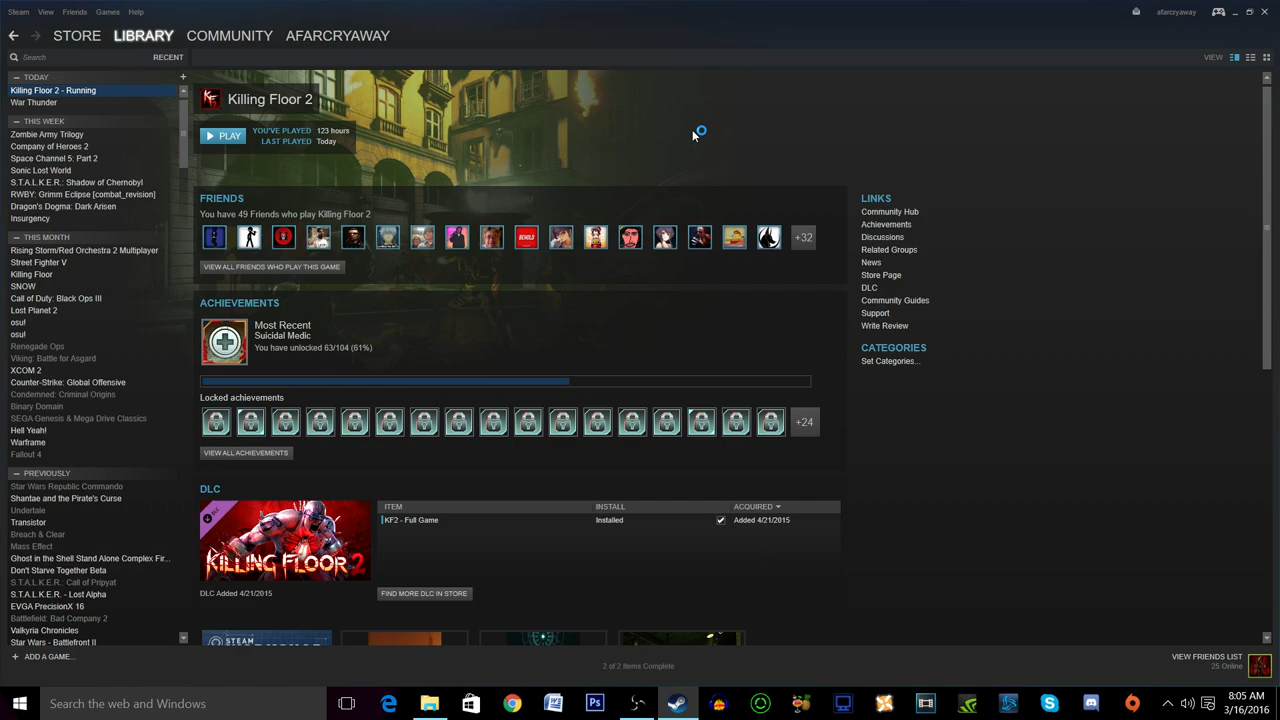 Steam View Friends Games Help afarcryaway
STORE LIBRARY COMMUNITY AFARCRYAWAY
Search RECENT VIEW
TODAY
Killing Floor 2 - Running
War Thunder
THIS WEEK
Zombie Army Trilogy
Company of Heroes 2
Space Channel 5: Part 2
Sonic Lost World
S.T.A.L.K.E.R.: Shadow of Chernobyl
RWBY: Grimm Eclipse [combat_revision]
Dragon's Dogma: Dark Arisen
Insurgency
THIS MONTH
Rising Storm/Red Orchestra 2 Multiplayer
Street Fighter V
Killing Floor
SNOW
Call of Duty: Black Ops III
Lost Planet 2
osu!
osu!
Renegade Ops
Viking: Battle for Asgard
XCOM 2
Counter-Strike: Global Offensive
Condemned: Criminal Origins
Binary Domain
SEGA Genesis & Mega Drive Classics
Hell Yeah!
Warframe
Fallout 4
PREVIOUSLY
Star Wars Republic Commando
Shantae and the Pirate's Curse
Undertale
Transistor
Breach & Clear
Mass Effect
Ghost in the Shell Stand Alone Complex Fir...
Don't Starve Together Beta
S.T.A.L.K.E.R.: Call of Pripyat
S.T.A.L.K.E.R. - Lost Alpha
EVGA PrecisionX 16
Battlefield: Bad Company 2
Valkyria Chronicles
Star Wars - Battlefront II
ADD A GAME...
Killing Floor 2
PLAY
YOU'VE PLAYED 123 hours
LAST PLAYED Today
FRIENDS
You have 49 Friends who play Killing Floor 2
BEHOLD
+32
VIEW ALL FRIENDS WHO PLAY THIS GAME
ACHIEVEMENTS
Most Recent
Suicidal Medic
You have unlocked 63/104 (61%)
Locked achievements
+24
VIEW ALL ACHIEVEMENTS
DLC
KILLING FLOOR 2
DLC Added 4/21/2015
ITEM INSTALL ACQUIRED
KF2 - Full Game Installed Added 4/21/2015
FIND MORE DLC IN STORE
STEAM
LINKS
Community Hub
Achievements
Discussions
Related Groups
News
Store Page
DLC
Community Guides
Support
Write Review
CATEGORIES
Set Categories...
2 of 2 Items Complete
VIEW FRIENDS LIST
25 Online
Search the web and Windows
8:05 AM
3/16/2016